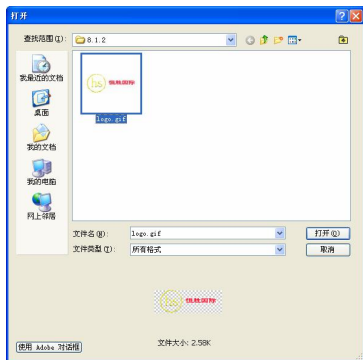 打开
查找范围(I):
8.1.2
我最近的文档
桌面
我的文档
我的电脑
网上邻居
logo.gif
文件名(N):
logo.gif
打开(O)
文件类型(T):
所有格式
取消
使用 Adobe 对话框
文件大小: 2.58K